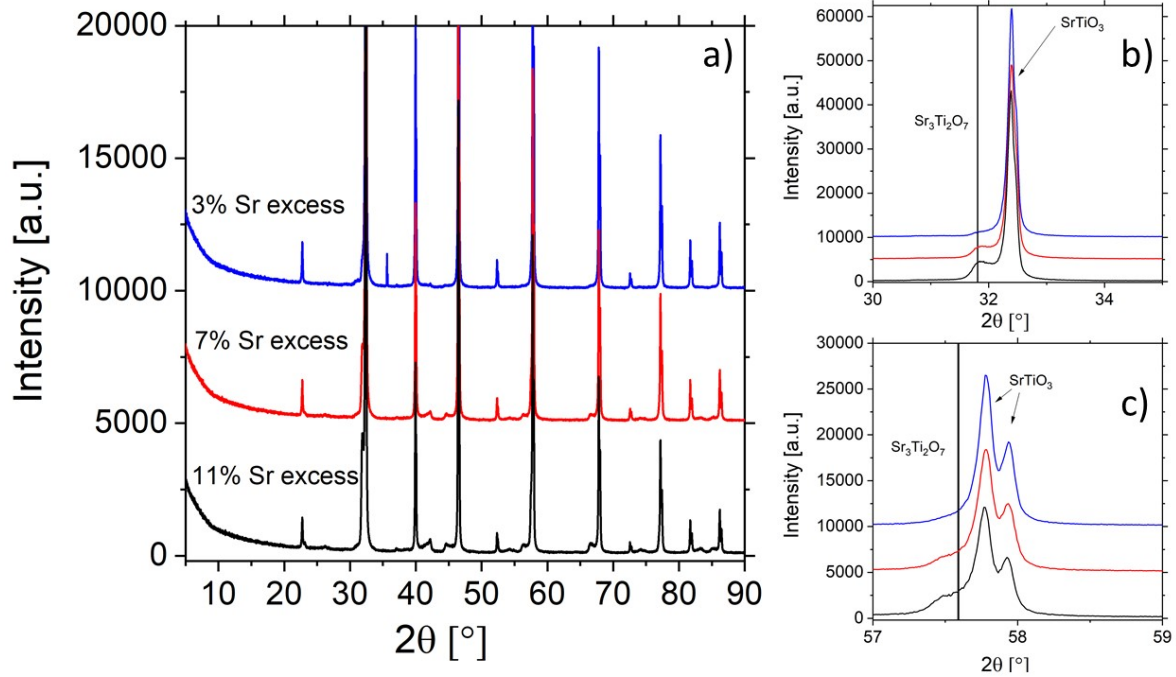 a)
Intensity [a.u.]
20000
15000
10000
5000
0
3% Sr excess
7% Sr excess
11% Sr excess
10 20 30 40 50 60 70 80 90
2θ [°]
b)
Intensity [a.u.]
60000
50000
40000
30000
20000
10000
0
SrTiO₃
Sr₃Ti₂O₇
30 32 34
2θ [°]
c)
Intensity [a.u.]
30000
25000
20000
15000
10000
5000
0
SrTiO₃
Sr₃Ti₂O₇
57 58 59
2θ [°]